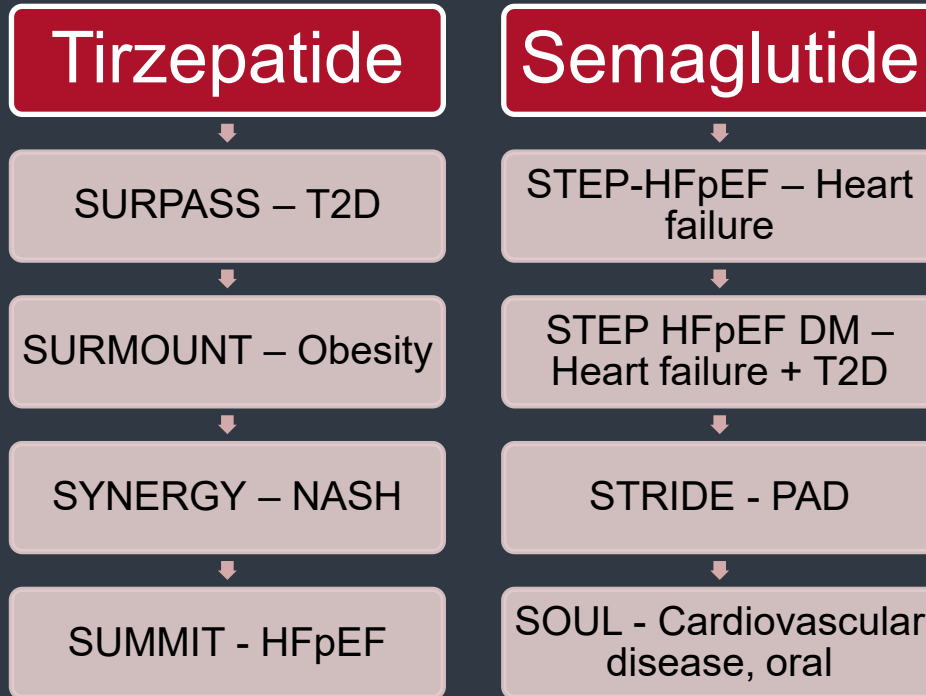 Tirzepatide
SURPASS – T2D
SURMOUNT – Obesity
SYNERGY – NASH
SUMMIT - HFpEF
Semaglutide
STEP-HFpEF – Heart
failure
STEP HFpEF DM –
Heart failure + T2D
STRIDE - PAD
SOUL - Cardiovascular
disease, oral